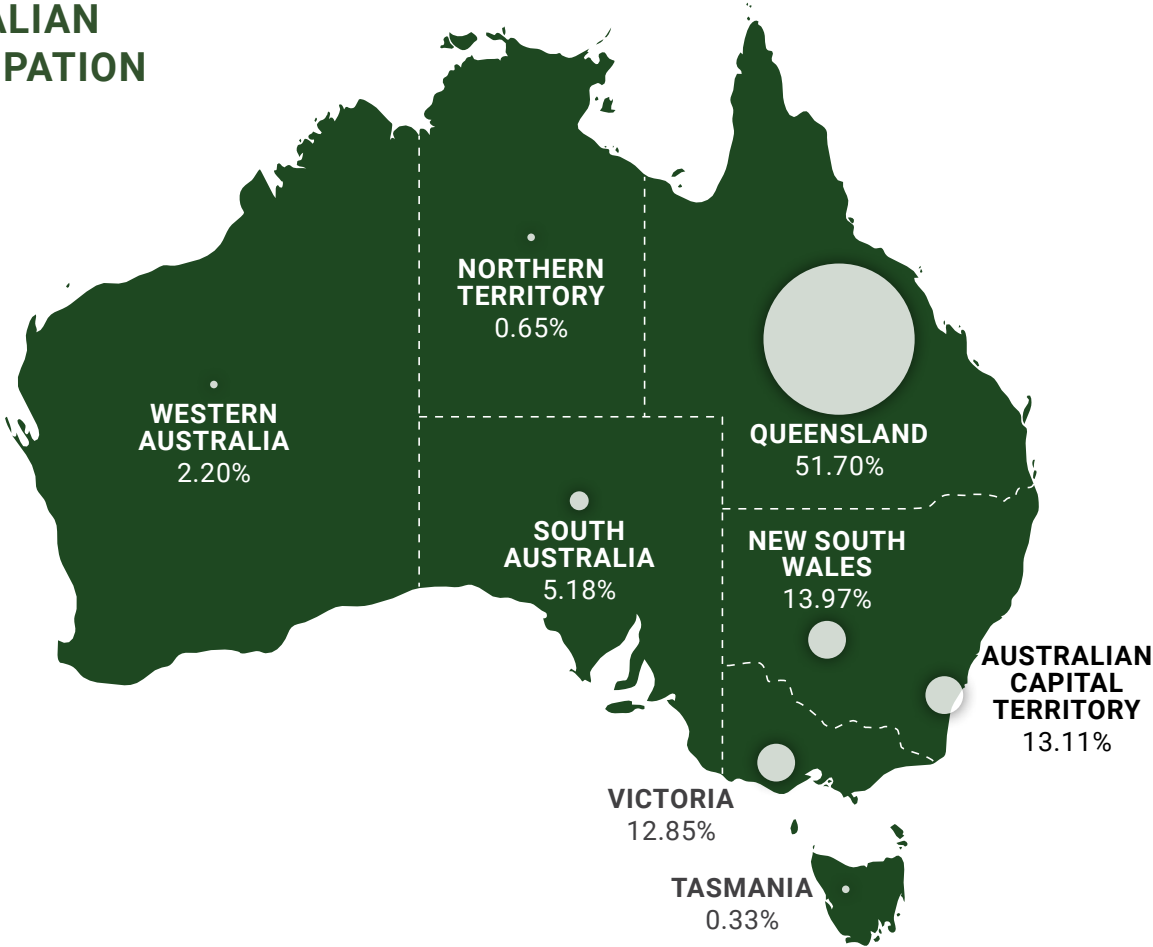 ALIAN
PATION
NORTHERN
TERRITORY
0.65%
WESTERN
AUSTRALIA
2.20%
QUEENSLAND
51.70%
SOUTH
AUSTRALIA
5.18%
NEW SOUTH
WALES
13.97%
AUSTRALIAN
CAPITAL
TERRITORY
13.11%
VICTORIA
12.85%
TASMANIA
0.33%